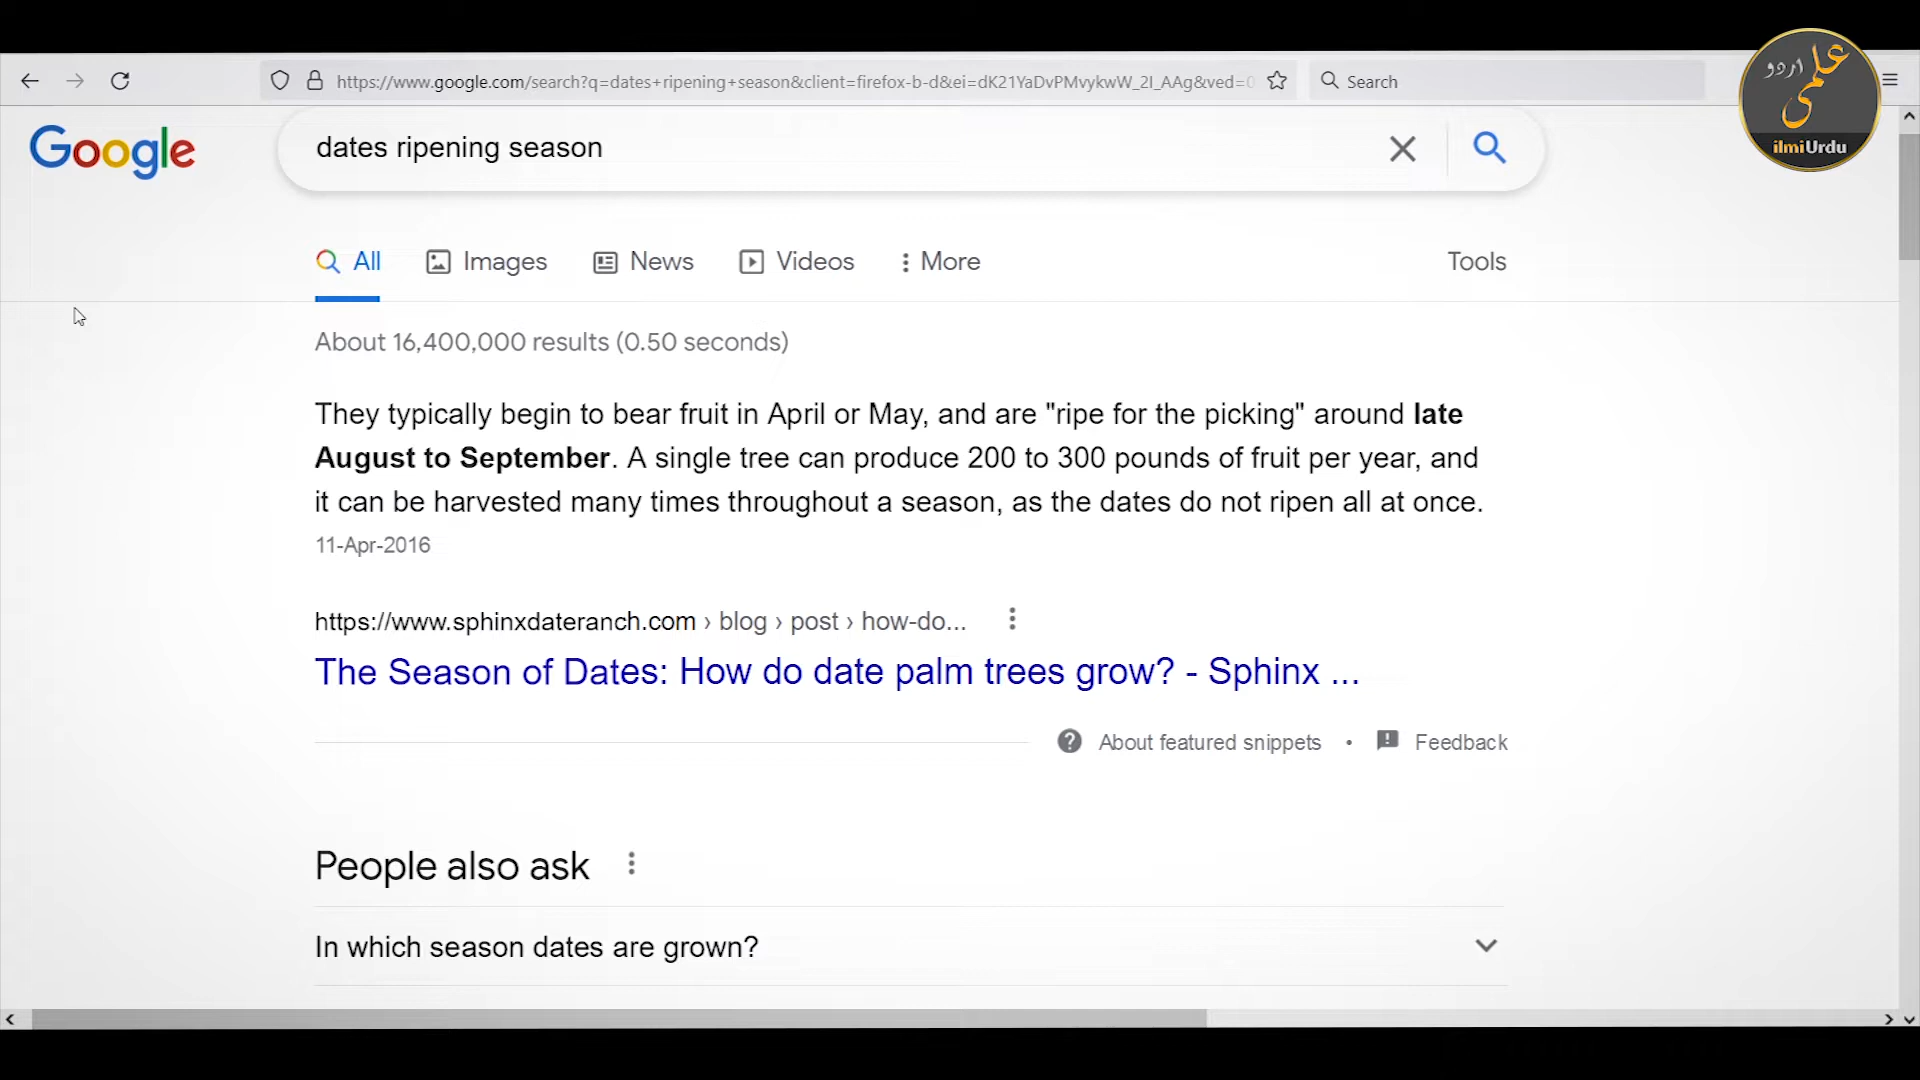 https://www.google.com/search?q=dates+ripening+season&client=firefox-b-d&ei=dK21YaDvPMvykwW_2I_AAg&ved=
Search
علمی اردو
ilmiUrdu
Google
dates ripening season
All Images News Videos More Tools
About 16,400,000 results (0.50 seconds)
They typically begin to bear fruit in April or May, and are "ripe for the picking" around late
August to September. A single tree can produce 200 to 300 pounds of fruit per year, and
it can be harvested many times throughout a season, as the dates do not ripen all at once.
11-Apr-2016
https://www.sphinxdateranch.com › blog › post › how-do...
The Season of Dates: How do date palm trees grow? - Sphinx ...
About featured snippets • Feedback
People also ask
In which season dates are grown?